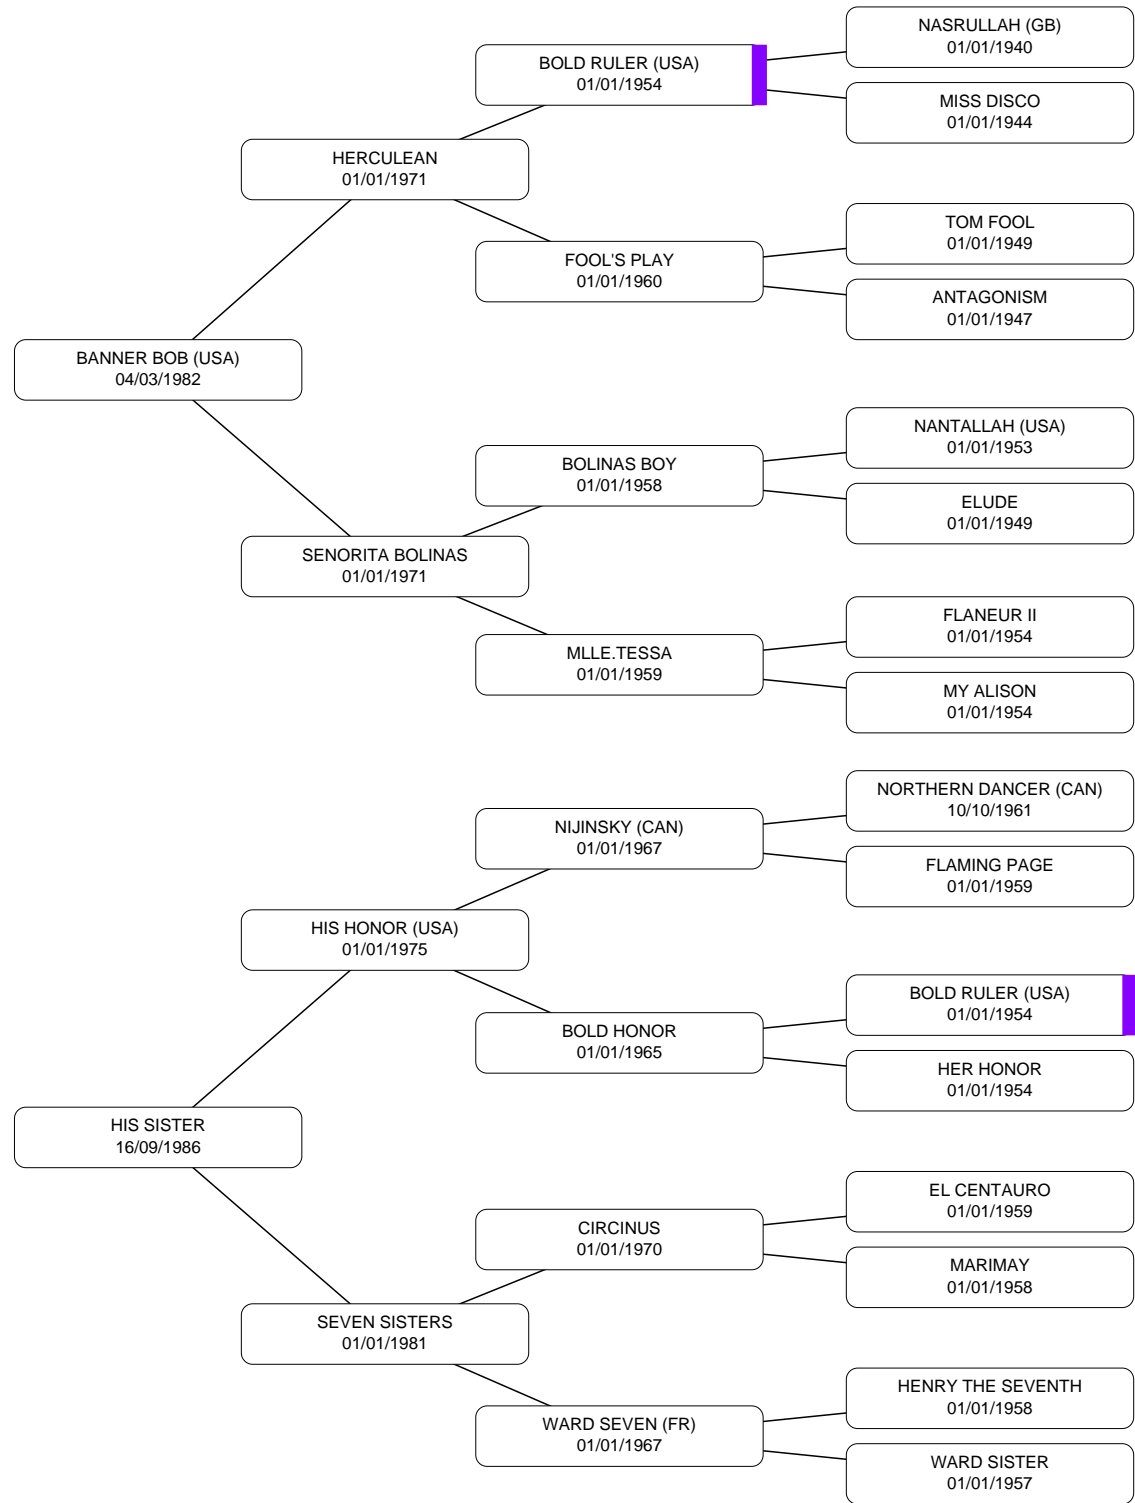 NASRULLAH (GB)
01/01/1940
BOLD RULER (USA)
01/01/1954
MISS DISCO
01/01/1944
HERCULEAN
01/01/1971
TOM FOOL
01/01/1949
FOOL'S PLAY
01/01/1960
ANTAGONISM
01/01/1947
BANNER BOB (USA)
04/03/1982
NANTALLAH (USA)
01/01/1953
BOLINAS BOY
01/01/1958
ELUDE
01/01/1949
SENORITA BOLINAS
01/01/1971
FLANEUR II
01/01/1954
MLLE.TESSA
01/01/1959
MY ALISON
01/01/1954
NORTHERN DANCER (CAN)
10/10/1961
NIJINSKY (CAN)
01/01/1967
FLAMING PAGE
01/01/1959
HIS HONOR (USA)
01/01/1975
BOLD RULER (USA)
01/01/1954
BOLD HONOR
01/01/1965
HER HONOR
01/01/1954
HIS SISTER
16/09/1986
EL CENTAURO
01/01/1959
CIRCINUS
01/01/1970
MARIMAY
01/01/1958
SEVEN SISTERS
01/01/1981
HENRY THE SEVENTH
01/01/1958
WARD SEVEN (FR)
01/01/1967
WARD SISTER
01/01/1957